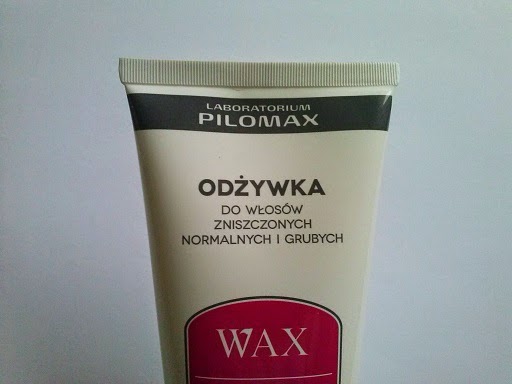 LABORATORIUM
PILOMAX
ODŻYWKA
DO WŁOSÓW
ZNISZCZONYCH
NORMALNYCH I GRUBYCH
WAX